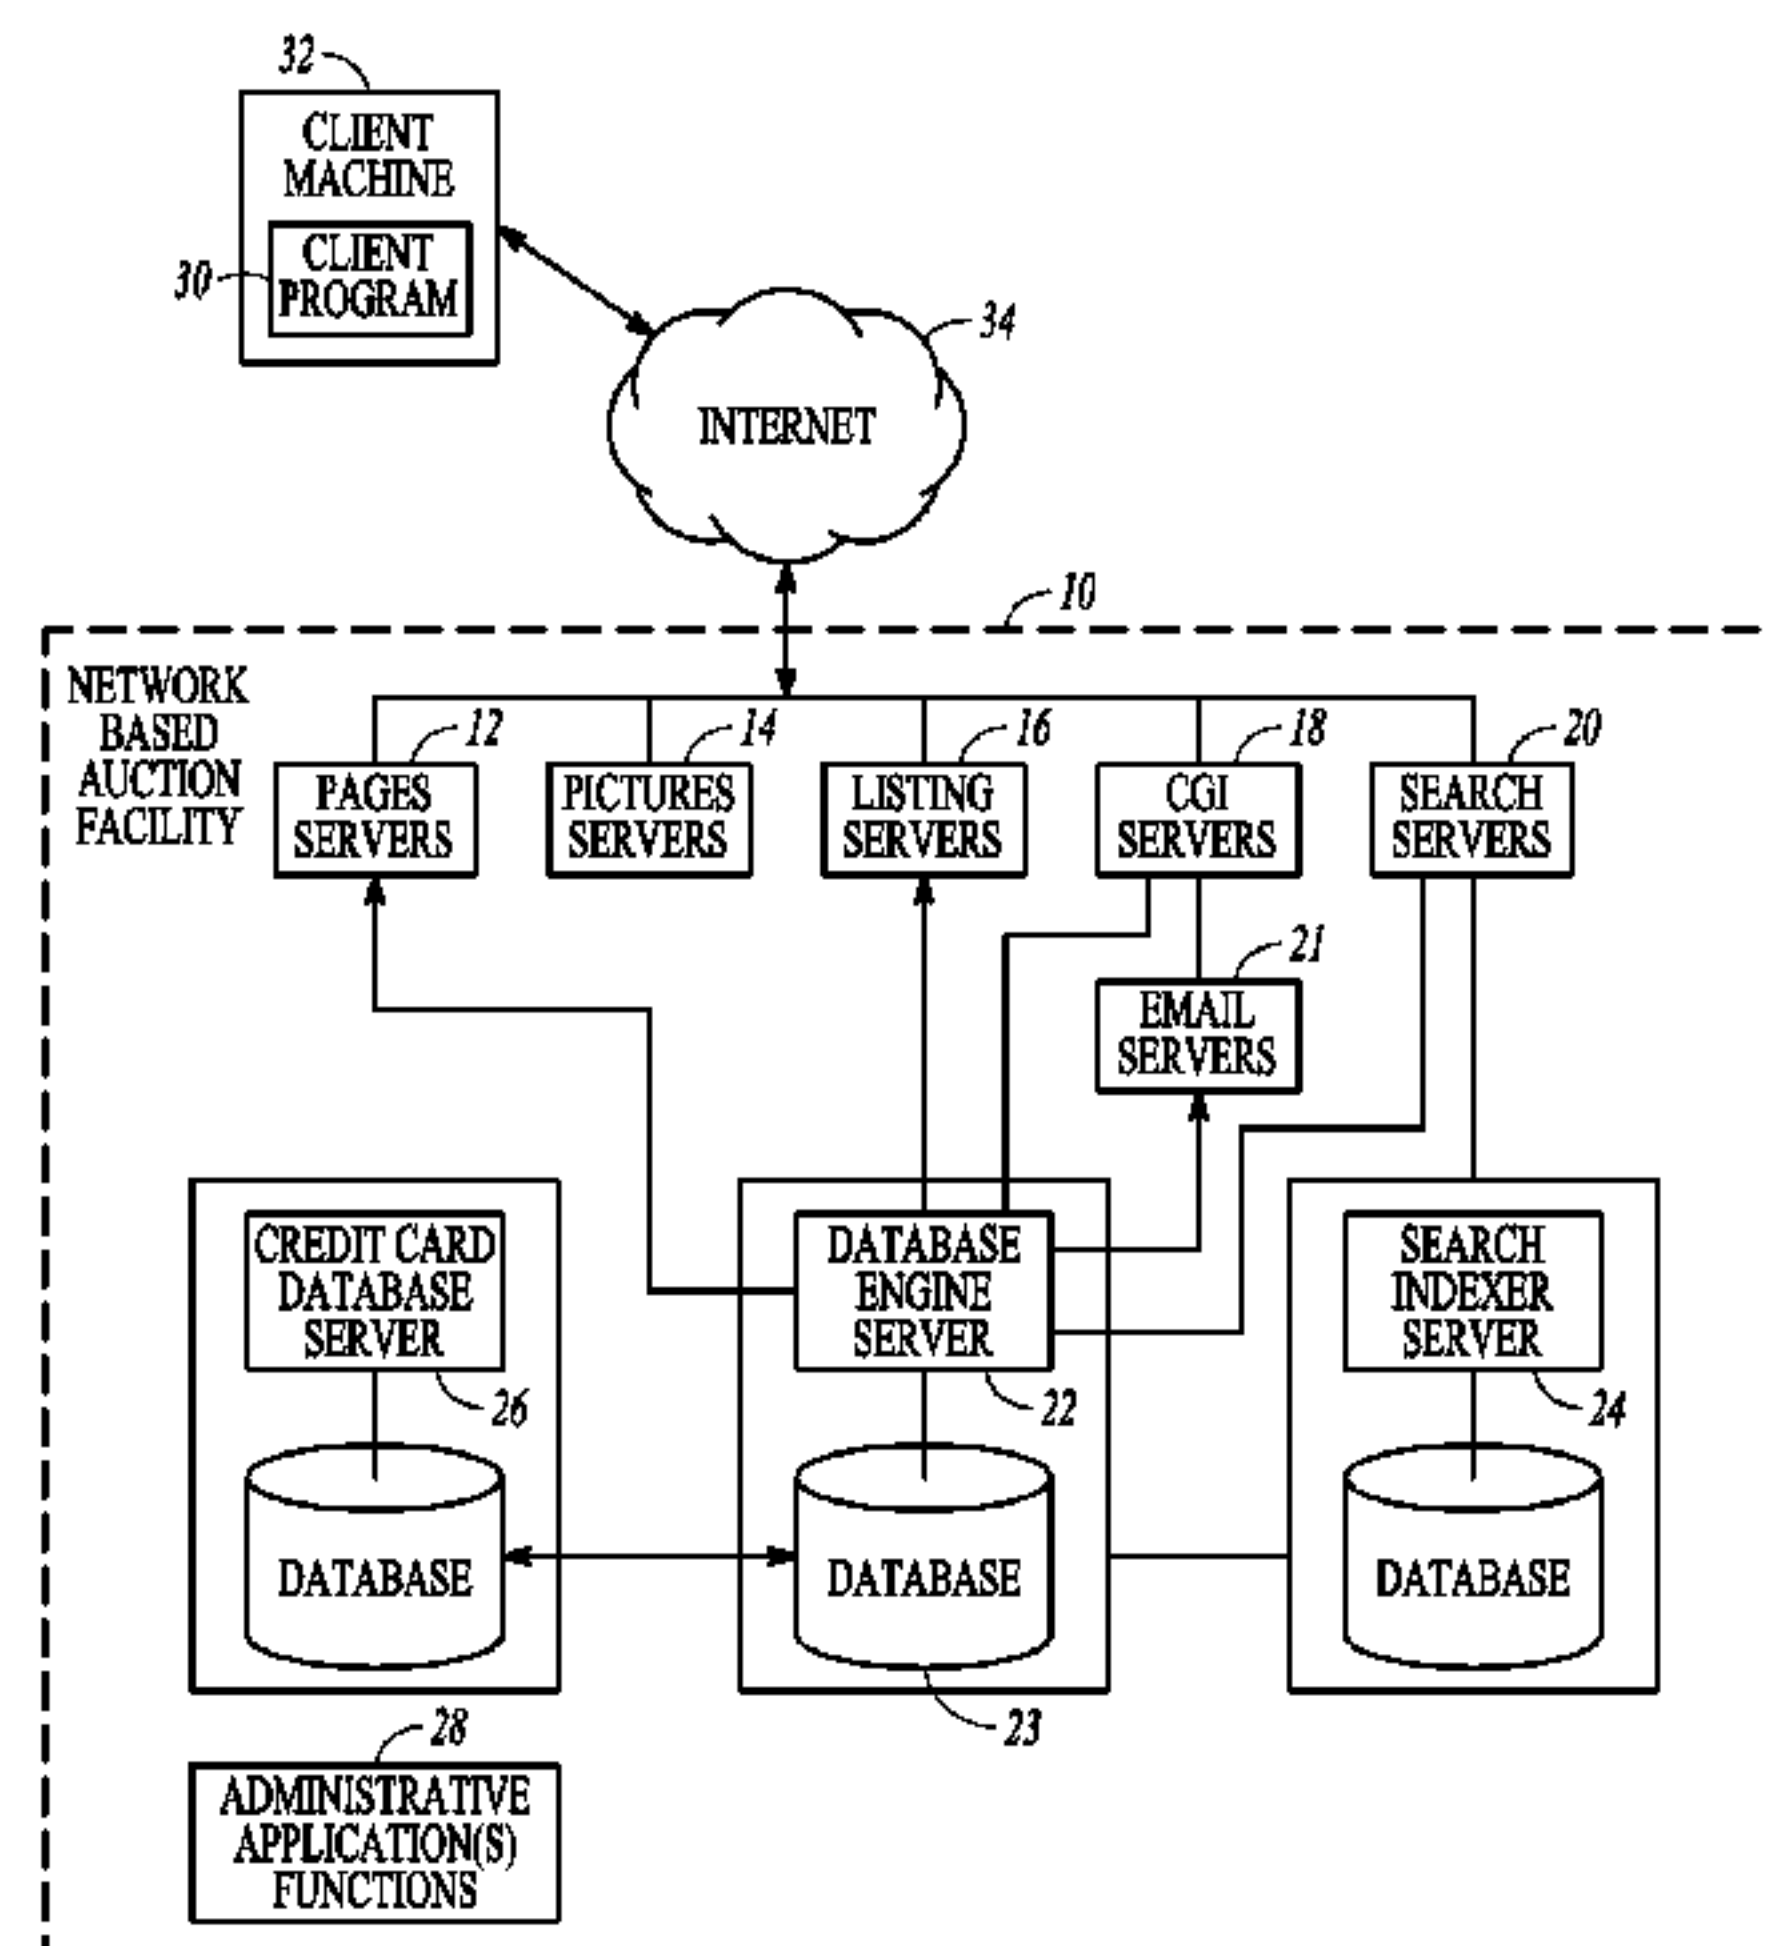 32
CLIENT
MACHINE
CLIENT
PROGRAM
30
34
INTERNET
10
NETWORK
BASED
AUCTION
FACILITY
12
14
16
18
20
PAGES
SERVERS
PICTURES
SERVERS
LISTING
SERVERS
CGI
SERVERS
SEARCH
SERVERS
21
EMAIL
SERVERS
CREDIT CARD
DATABASE
SERVER
DATABASE
ENGINE
SERVER
SEARCH
INDEXER
SERVER
26
22
24
DATABASE
DATABASE
DATABASE
23
28
ADMINISTRATIVE
APPLICATION(S)
FUNCTIONS